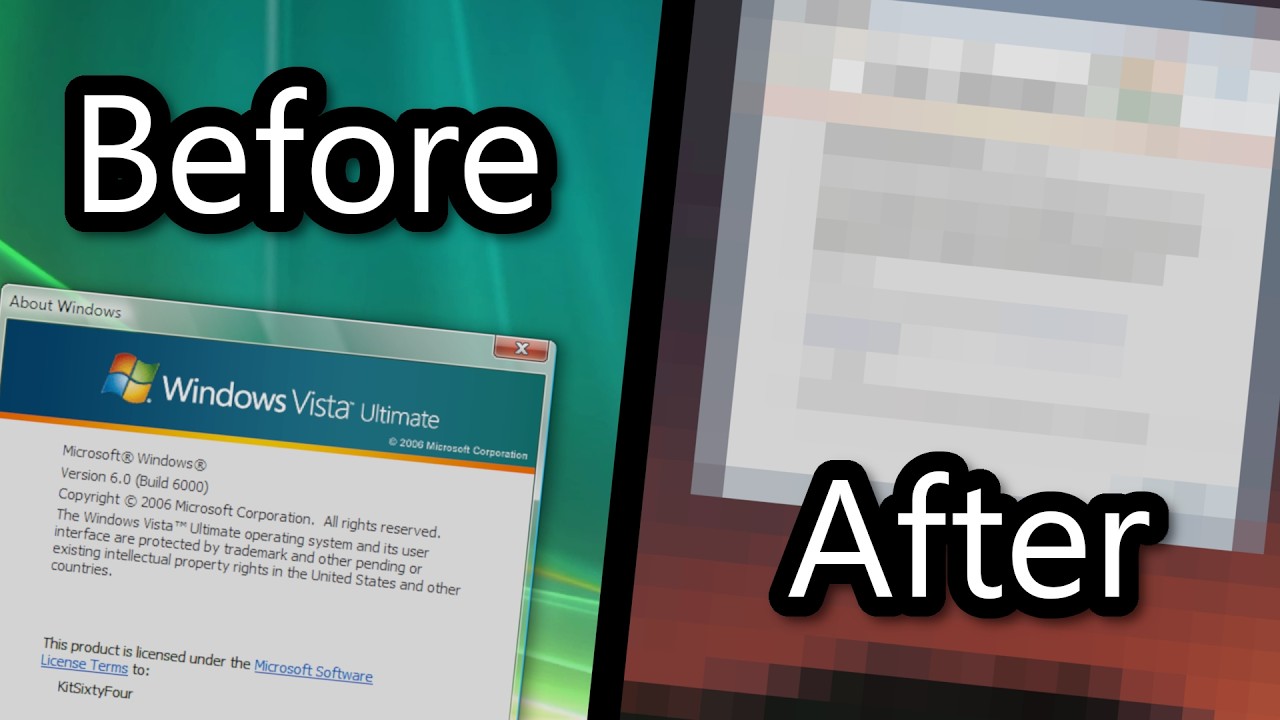 Before
About Windows
Windows Vista™ Ultimate
© 2006 Microsoft Corporation
Microsoft® Windows®
Version 6.0 (Build 6000)
Copyright © 2006 Microsoft Corporation. All rights reserved.
The Windows Vista™ Ultimate operating system and its user
interface are protected by trademark and other pending or
existing intellectual property rights in the United States and other
countries.
This product is licensed under the Microsoft Software
License Terms to:
KitSixtyFour
After